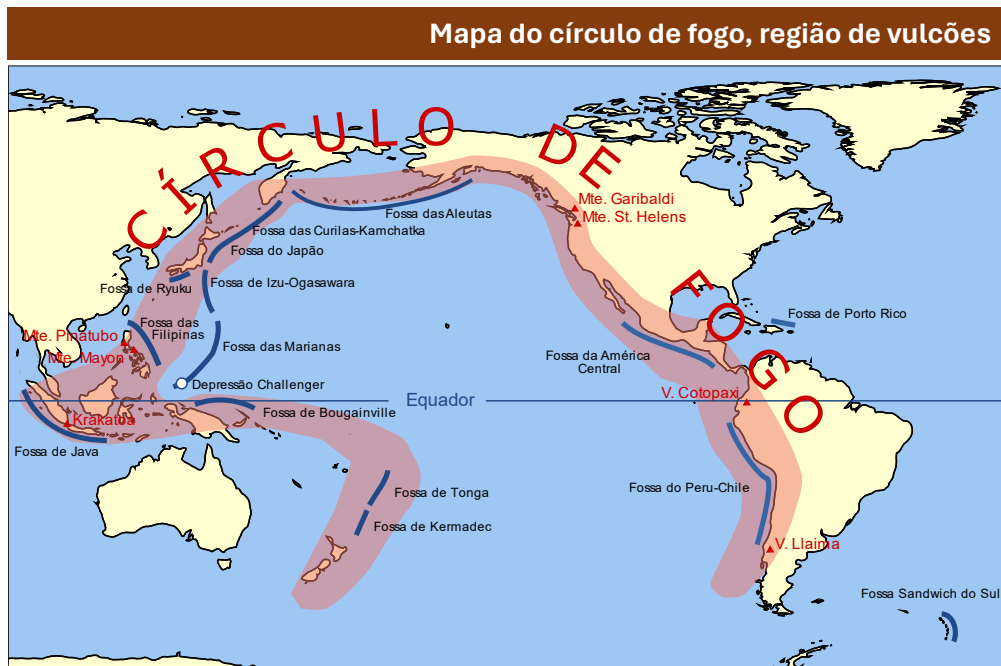 Mapa do círculo de fogo, região de vulcões
CÍRCULO DE FOGO
Mte. Garibaldi
Mte. St. Helens
Fossa das Aleutas
Fossa das Curilas-Kamchatka
Fossa do Japão
Fossa de Ryuku
Fossa de Izu-Ogasawara
Fossa de Porto Rico
Fossa das
Filipinas
Mte. Pinatubo
Mte. Mayon
Fossa das Marianas
Fossa da América
Central
Depressão Challenger
V. Cotopaxi
Equador
Fossa de Bougainville
Krakatoa
Fossa de Java
Fossa do Peru-Chile
Fossa de Tonga
Fossa de Kermadec
V. Llaima
Fossa Sandwich do Sul